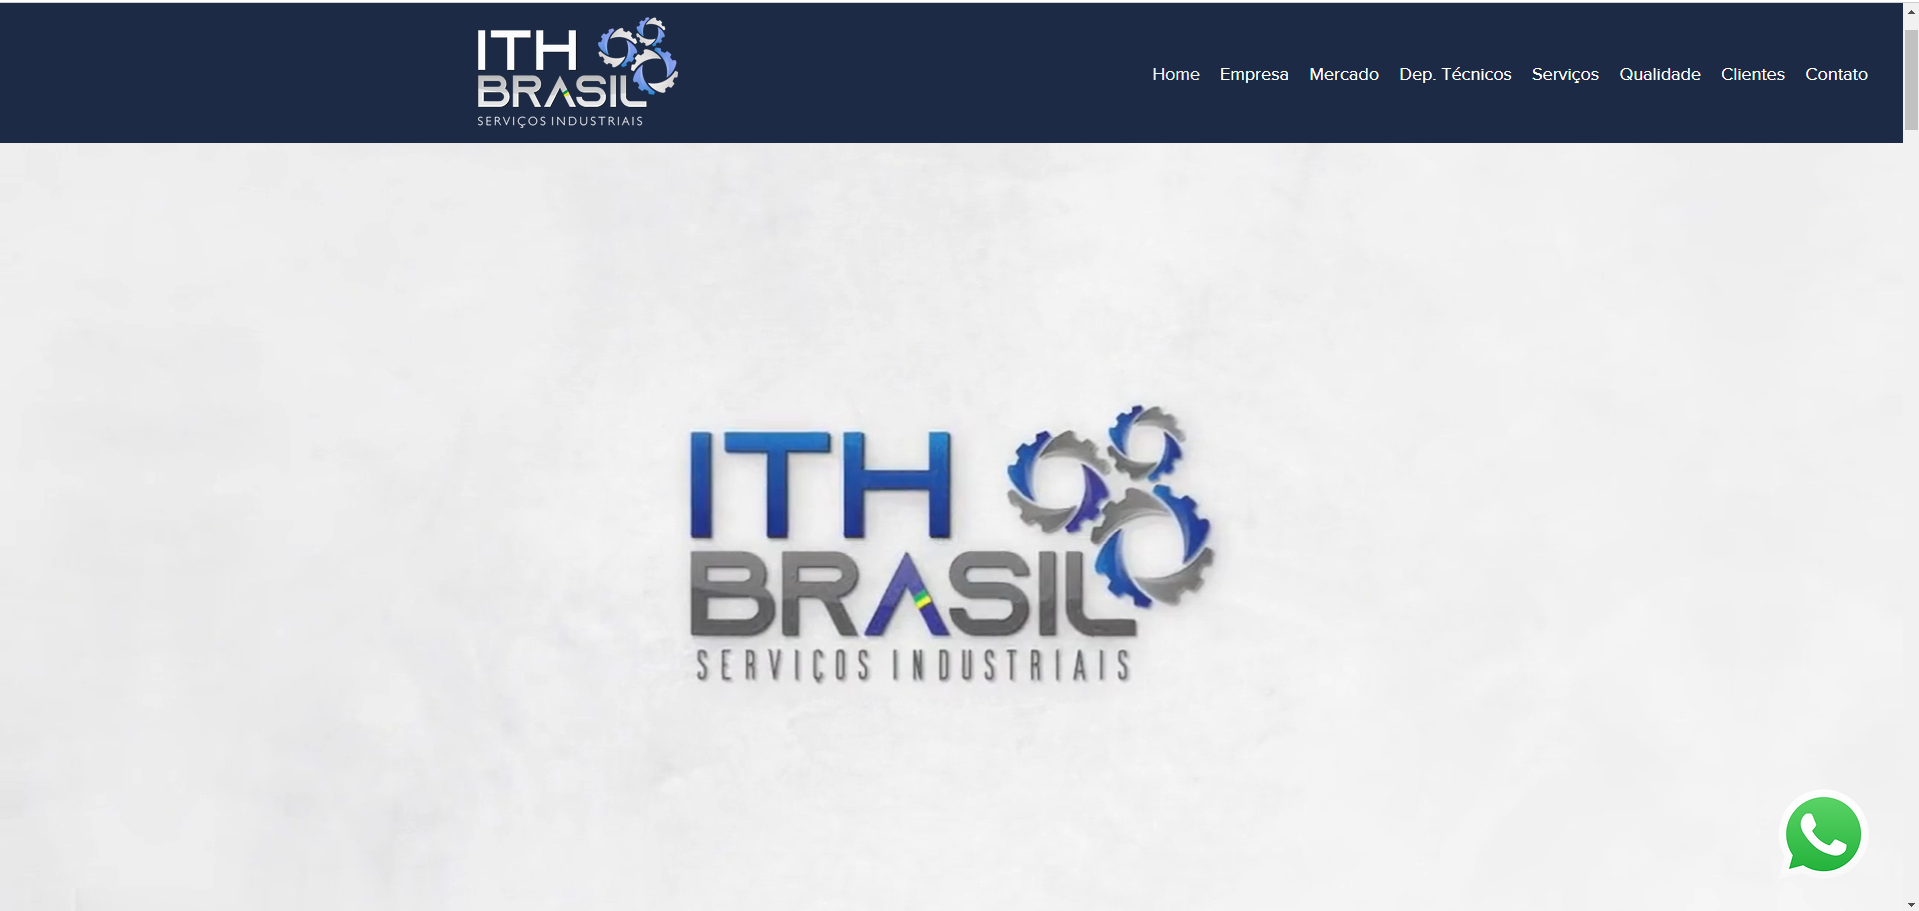 ITH
BRASIL
SERVIÇOS INDUSTRIAIS
Home Empresa Mercado Dep. Técnicos Serviços Qualidade Clientes Contato
ITH
BRASIL
SERVIÇOS INDUSTRIAIS